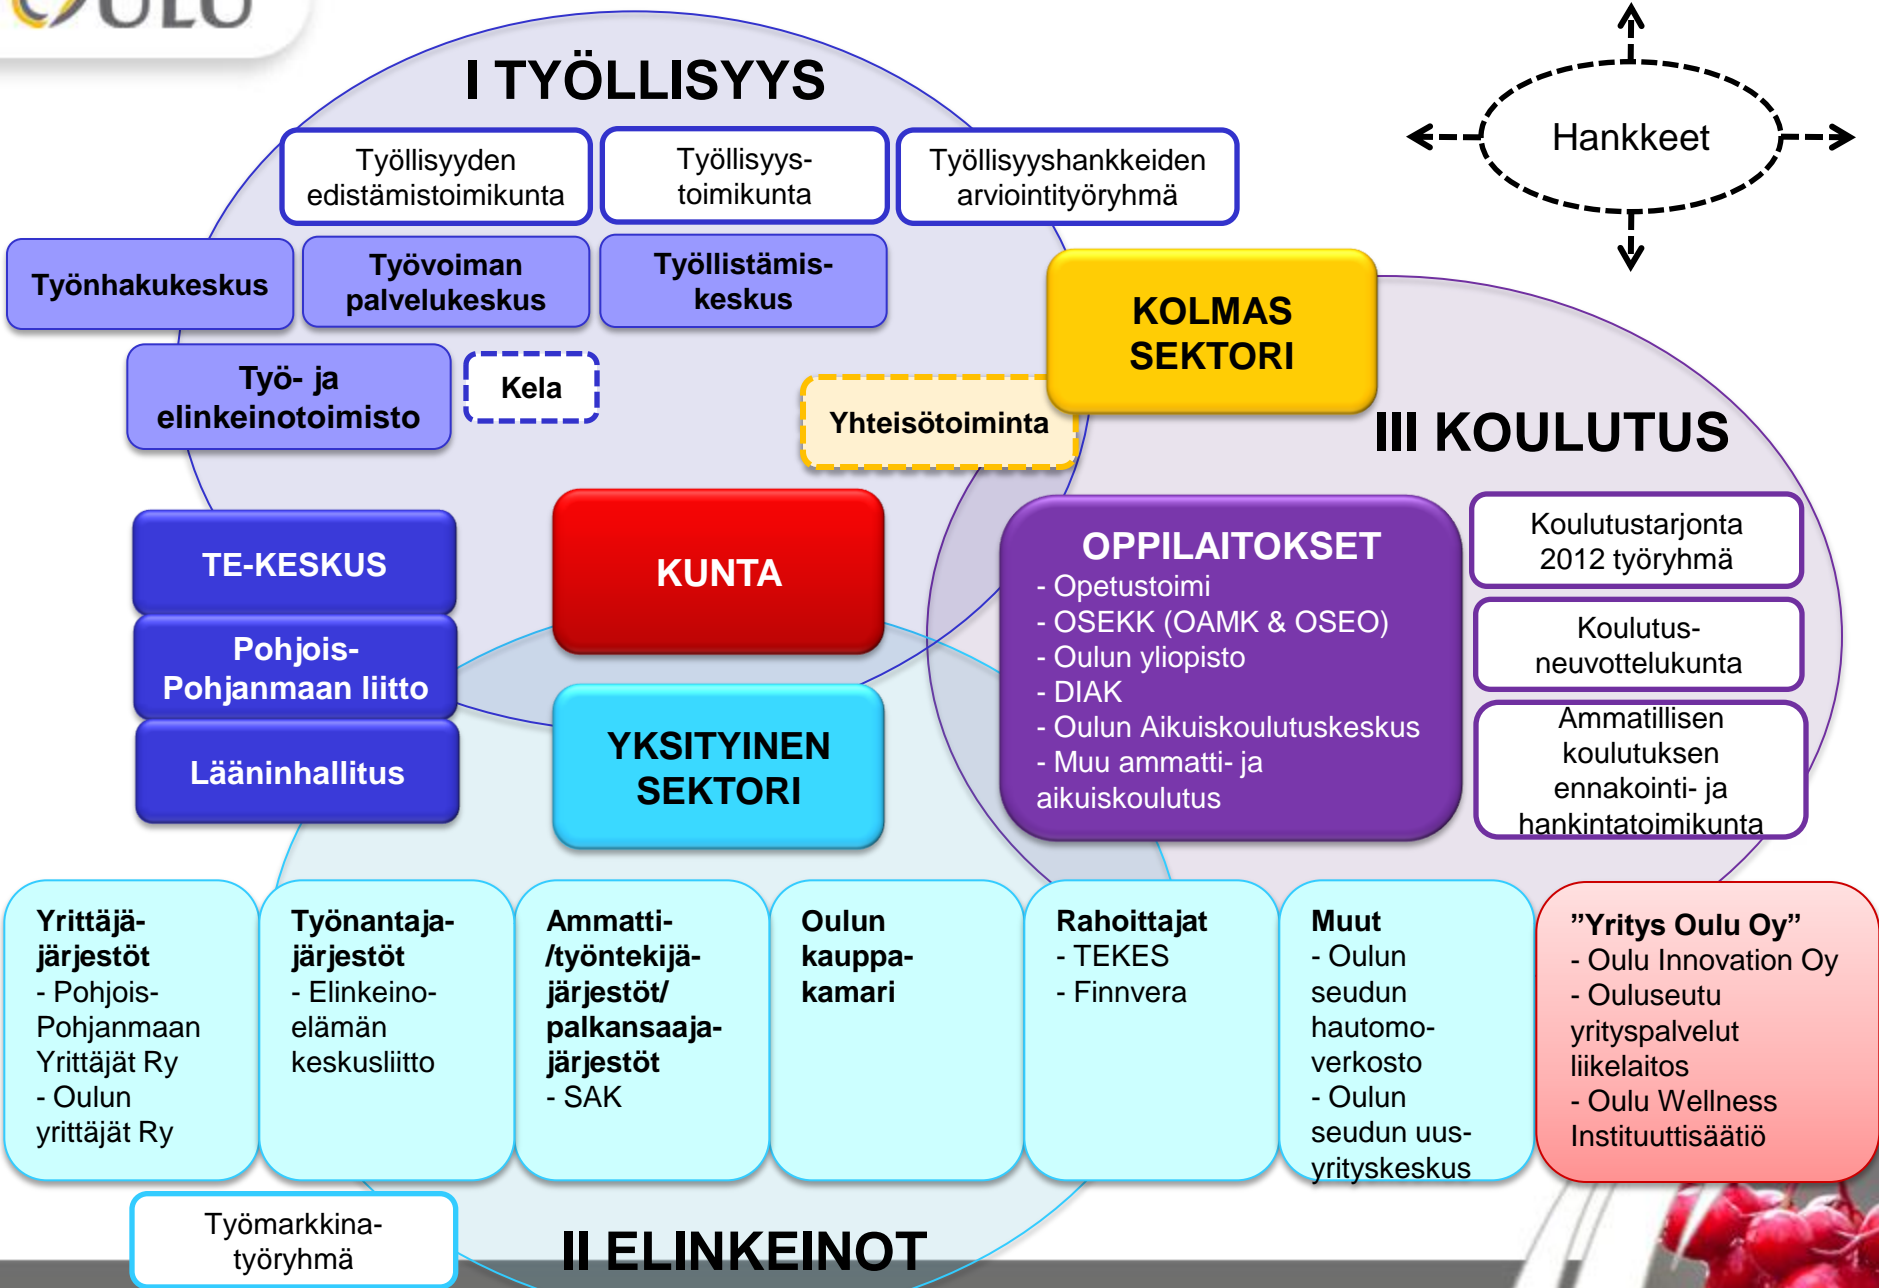 OULU
I TYÖLLISYYS
Hankkeet
Työllisyyden
edistämistoimikunta
Työllisyys-
toimikunta
Työllisyyshankkeiden
arviointityöryhmä
Työnhakukeskus
Työvoiman
palvelukeskus
Työllistämis-
keskus
KOLMAS
SEKTORI
Työ- ja
elinkeinotoimisto
Kela
Yhteisötoiminta
III KOULUTUS
TE-KESKUS
Pohjois-
Pohjanmaan liitto
Lääninhallitus
KUNTA
YKSITYINEN
SEKTORI
OPPILAITOKSET
- Opetustoimi
- OSEKK (OAMK & OSEO)
- Oulun yliopisto
- DIAK
- Oulun Aikuiskoulutuskeskus
- Muu ammatti- ja
aikuiskoulutus
Koulutustarjonta
2012 työryhmä
Koulutus-
neuvottelukunta
Ammatillisen
koulutuksen
ennakointi- ja
hankintatoimikunta
Yrittäjä-
järjestöt
- Pohjois-
Pohjanmaan
Yrittäjät Ry
- Oulun
yrittäjät Ry
Työnantaja-
järjestöt
- Elinkeino-
elämän
keskusliitto
Ammatti-
/työntekijä-
järjestöt/
palkansaaja-
järjestöt
- SAK
Oulun
kauppa-
kamari
Rahoittajat
- TEKES
- Finnvera
Muut
- Oulun
seudun
hautomo-
verkosto
- Oulun
seudun uus-
yrityskeskus
”Yritys Oulu Oy”
- Oulu Innovation Oy
- Ouluseutu
yrityspalvelut
liikelaitos
- Oulu Wellness
Instituuttisäätiö
Työmarkkina-
työryhmä
II ELINKEINOT